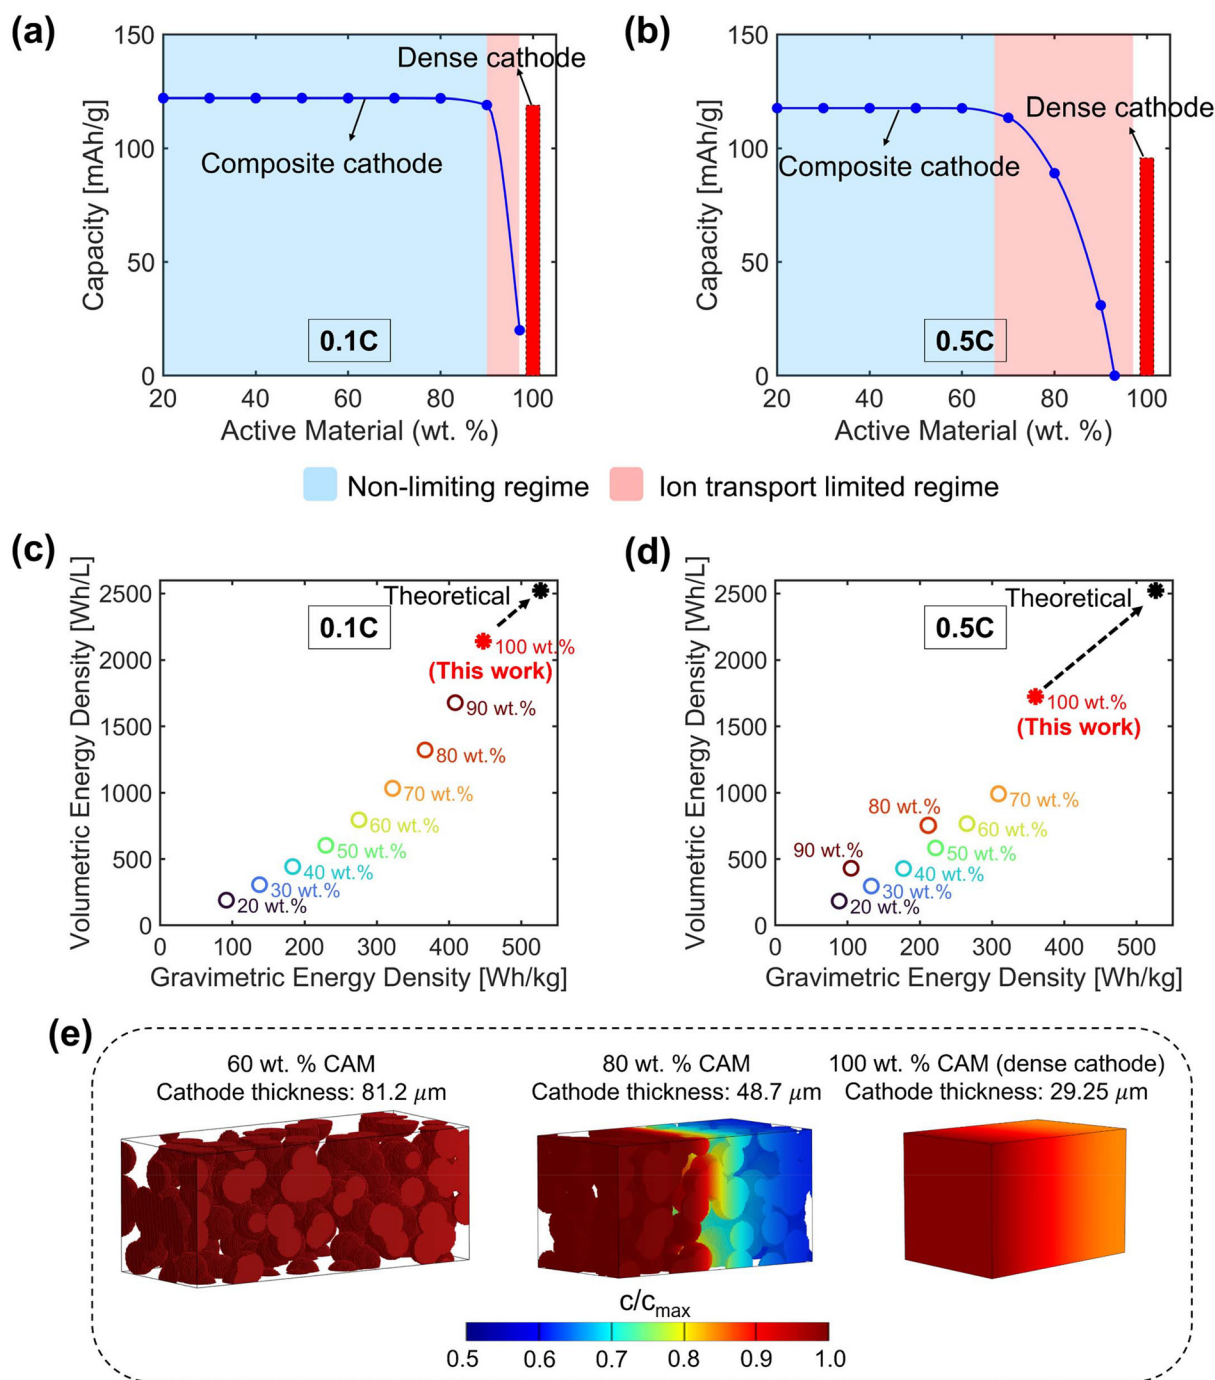 (a)
150
100
50
0
Capacity [mAh/g]
Dense cathode
Composite cathode
0.1C
20 40 60 80 100
Active Material (wt. %)
(b)
150
100
50
0
Capacity [mAh/g]
Dense cathode
Composite cathode
0.5C
20 40 60 80 100
Active Material (wt. %)
Non-limiting regime
Ion transport limited regime
(c)
Volumetric Energy Density [Wh/L]
2500
2000
1500
1000
500
0
Theoretical
0.1C
100 wt.%
(This work)
90 wt.%
80 wt.%
70 wt.%
60 wt.%
50 wt.%
40 wt.%
30 wt.%
20 wt.%
0 100 200 300 400 500
Gravimetric Energy Density [Wh/kg]
(d)
Volumetric Energy Density [Wh/L]
2500
2000
1500
1000
500
0
Theoretical
0.5C
100 wt.%
(This work)
70 wt.%
80 wt.%
60 wt.%
90 wt.%
50 wt.%
40 wt.%
30 wt.%
20 wt.%
0 100 200 300 400 500
Gravimetric Energy Density [Wh/kg]
(e)
60 wt. % CAM
Cathode thickness: 81.2 μm
80 wt. % CAM
Cathode thickness: 48.7 μm
100 wt. % CAM (dense cathode)
Cathode thickness: 29.25 μm
c/cmax
0.5 0.6 0.7 0.8 0.9 1.0